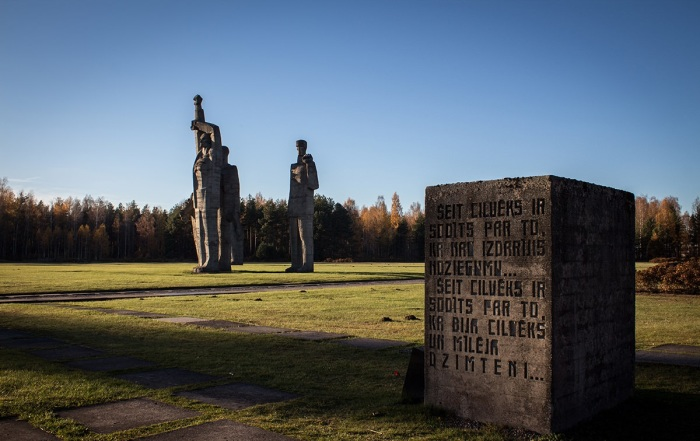 ŠEIT CILVĒKS IR
SODĪTS PAR TO,
KA NAV IZDARĪJIS
NOZIEGUMU...
ŠEIT CILVĒKS IR
SODĪTS PAR TO,
KA BIJA CILVĒKS
UN MĪLĒJA
DZIMTENI...